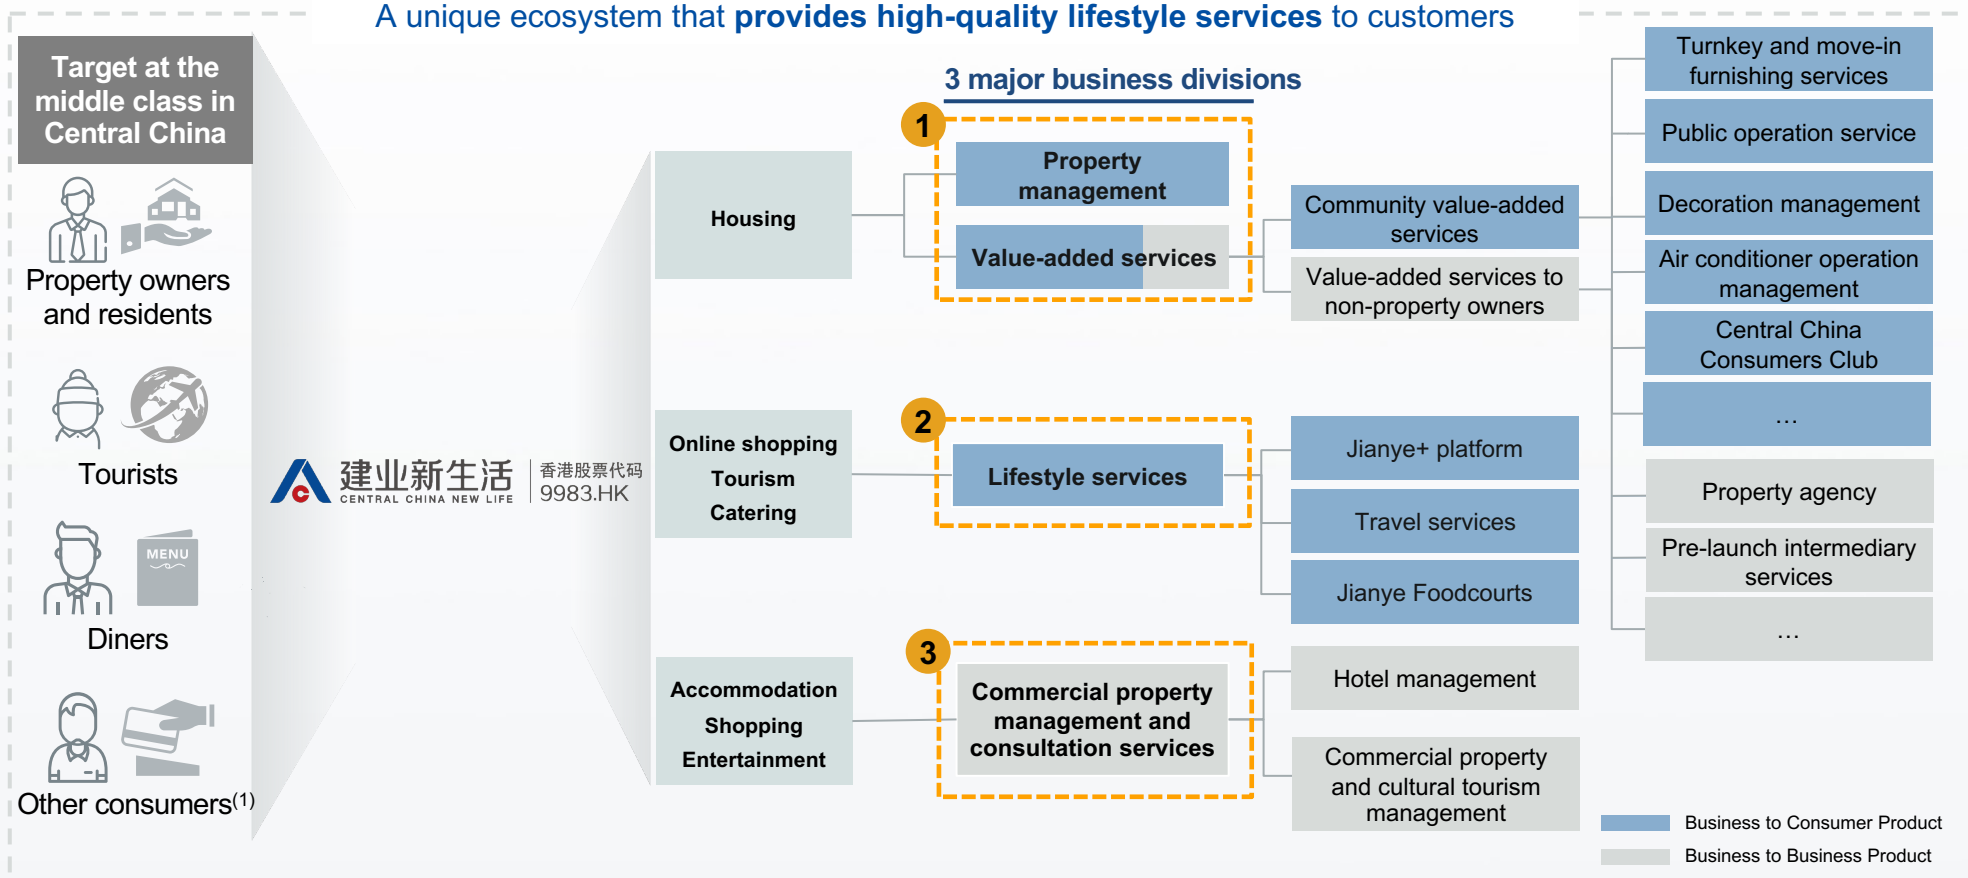 A unique ecosystem that provides high-quality lifestyle services to customers
Target at the
middle class in
Central China
Property owners
and residents
Tourists
MENU
Diners
Other consumers(1)
建业新生活
CENTRAL CHINA NEW LIFE
香港股票代码
9983.HK
3 major business divisions
Housing
1
Property
management
Value-added services
Community value-added
services
Value-added services to
non-property owners
Turnkey and move-in
furnishing services
Public operation service
Decoration management
Air conditioner operation
management
Central China
Consumers Club
…
Property agency
Pre-launch intermediary
services
…
Online shopping
Tourism
Catering
2
Lifestyle services
Jianye+ platform
Travel services
Jianye Foodcourts
Accommodation
Shopping
Entertainment
3
Commercial property
management and
consultation services
Hotel management
Commercial property
and cultural tourism
management
Business to Consumer Product
Business to Business Product